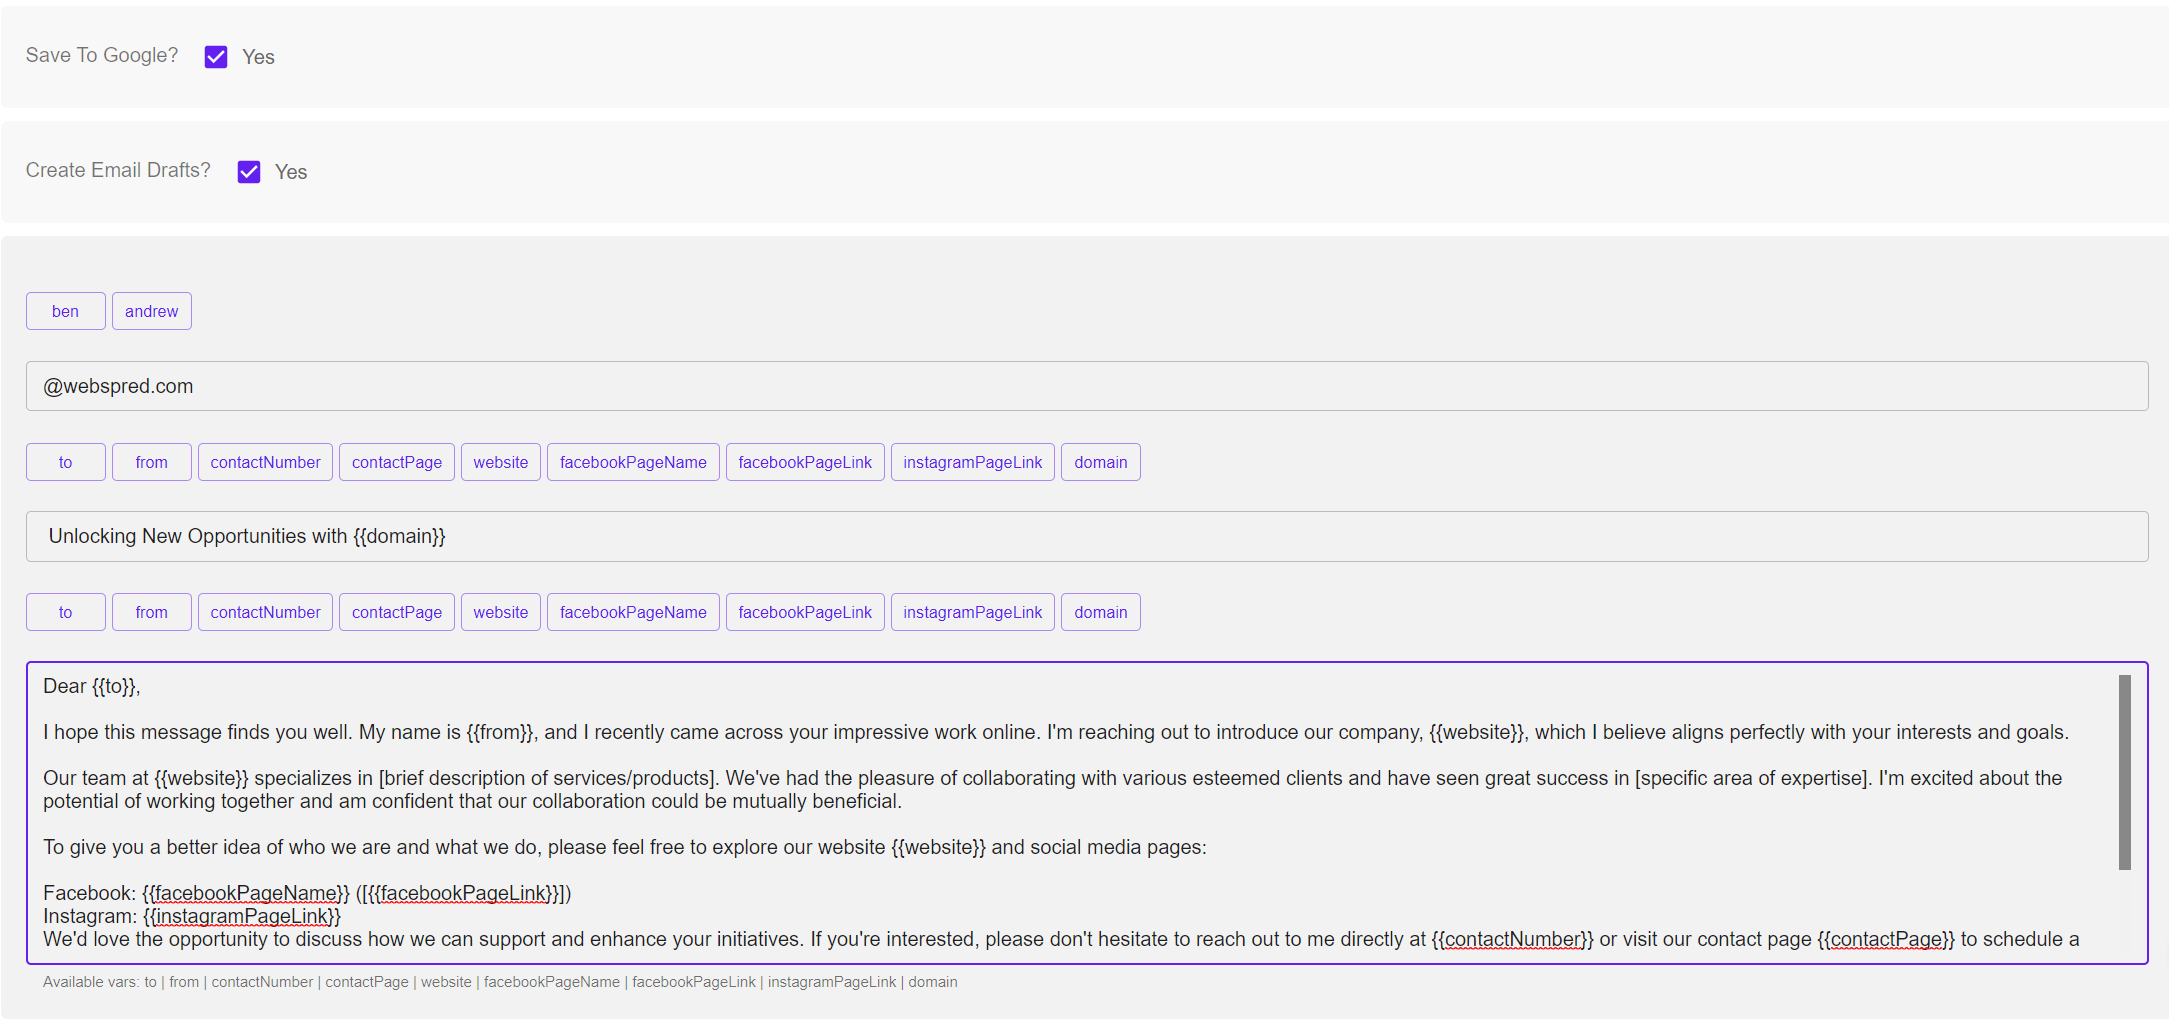 Save To Google? Yes
Create Email Drafts? Yes
ben andrew
@webspred.com
to from contactNumber contactPage website facebookPageName facebookPageLink instagramPageLink domain
Unlocking New Opportunities with {{domain}}
to from contactNumber contactPage website facebookPageName facebookPageLink instagramPageLink domain
Dear {{to}},
I hope this message finds you well. My name is {{from}}, and I recently came across your impressive work online. I'm reaching out to introduce our company, {{website}}, which I believe aligns perfectly with your interests and goals.
Our team at {{website}} specializes in [brief description of services/products]. We've had the pleasure of collaborating with various esteemed clients and have seen great success in [specific area of expertise]. I'm excited about the
potential of working together and am confident that our collaboration could be mutually beneficial.
To give you a better idea of who we are and what we do, please feel free to explore our website {{website}} and social media pages:
Facebook: {{facebookPageName}} ([{{facebookPageLink}}])
Instagram: {{instagramPageLink}}
We'd love the opportunity to discuss how we can support and enhance your initiatives. If you're interested, please don't hesitate to reach out to me directly at {{contactNumber}} or visit our contact page {{contactPage}} to schedule a
Available vars: to | from | contactNumber | contactPage | website | facebookPageName | facebookPageLink | instagramPageLink | domain